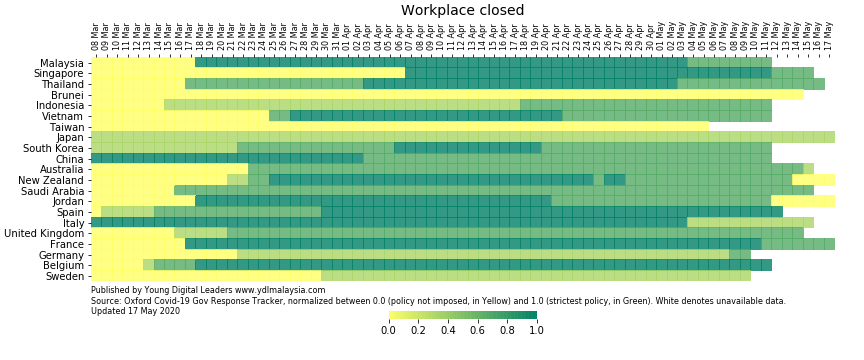 Workplace closed
08 Mar 09 Mar 10 Mar 11 Mar 12 Mar 13 Mar 14 Mar 15 Mar 16 Mar 17 Mar 18 Mar 19 Mar 20 Mar 21 Mar 22 Mar 23 Mar 24 Mar 25 Mar 26 Mar 27 Mar 28 Mar 29 Mar 30 Mar 31 Mar 01 Apr 02 Apr 03 Apr 04 Apr 05 Apr 06 Apr 07 Apr 08 Apr 09 Apr 10 Apr 11 Apr 12 Apr 13 Apr 14 Apr 15 Apr 16 Apr 17 Apr 18 Apr 19 Apr 20 Apr 21 Apr 22 Apr 23 Apr 24 Apr 25 Apr 26 Apr 27 Apr 28 Apr 29 Apr 30 Apr 01 May 02 May 03 May 04 May 05 May 06 May 07 May 08 May 09 May 10 May 11 May 12 May 13 May 14 May 15 May 16 May 17 May
Malaysia
Singapore
Thailand
Brunei
Indonesia
Vietnam
Taiwan
Japan
South Korea
China
Australia
New Zealand
Saudi Arabia
Jordan
Spain
Italy
United Kingdom
France
Germany
Belgium
Sweden
Published by Young Digital Leaders www.ydlmalaysia.com
Source: Oxford Covid-19 Gov Response Tracker, normalized between 0.0 (policy not imposed, in Yellow) and 1.0 (strictest policy, in Green). White denotes unavailable data.
Updated 17 May 2020
0.0 0.2 0.4 0.6 0.8 1.0